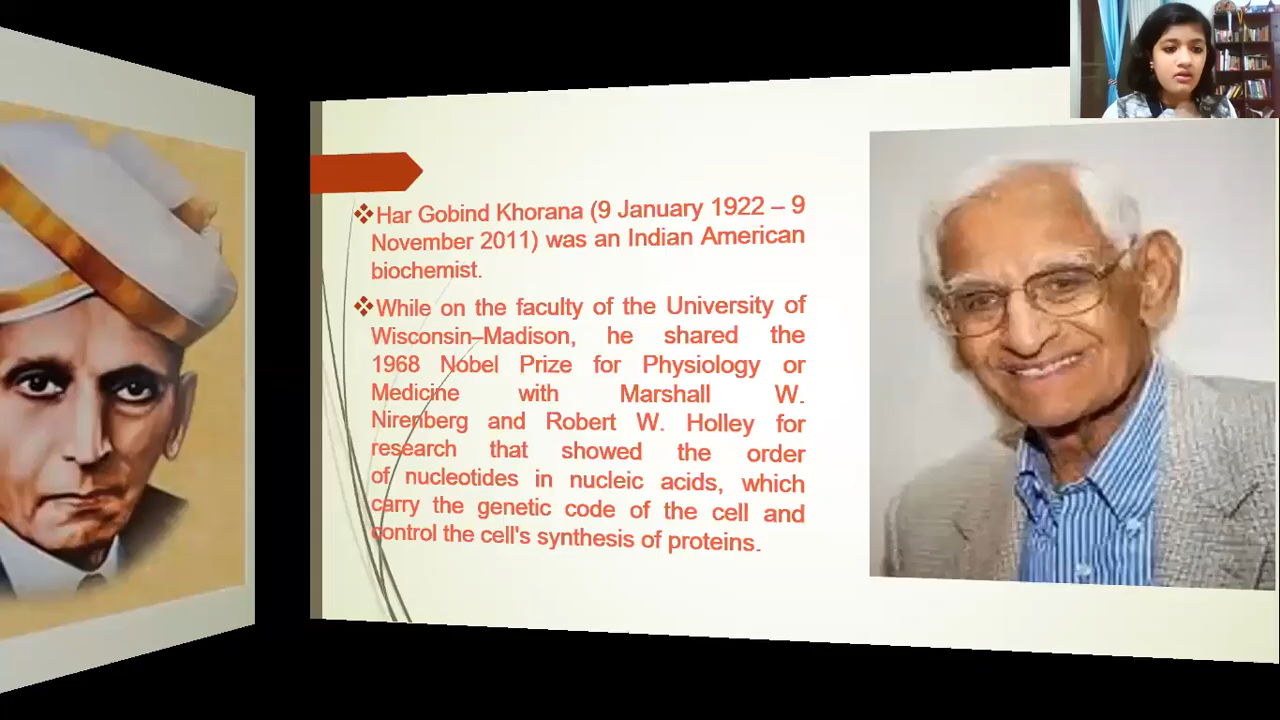 Har Gobind Khorana (9 January 1922 – 9
November 2011) was an Indian American
biochemist.
While on the faculty of the University of
Wisconsin–Madison, he shared the
1968 Nobel Prize for Physiology or
Medicine with Marshall W.
Nirenberg and Robert W. Holley for
research that showed the order
of nucleotides in nucleic acids, which
carry the genetic code of the cell and
control the cell's synthesis of proteins.